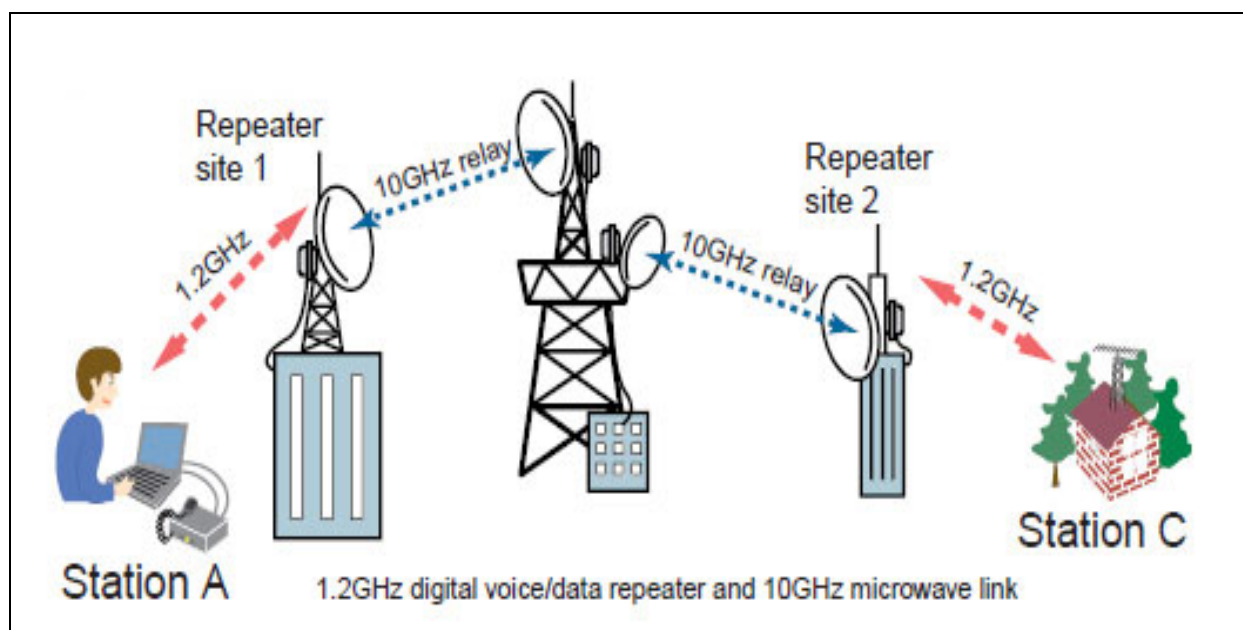 Repeater
site 1
10GHz relay
Repeater
site 2
10GHz relay
1.2GHz
1.2GHz
Station A
Station C
1.2GHz digital voice/data repeater and 10GHz microwave link